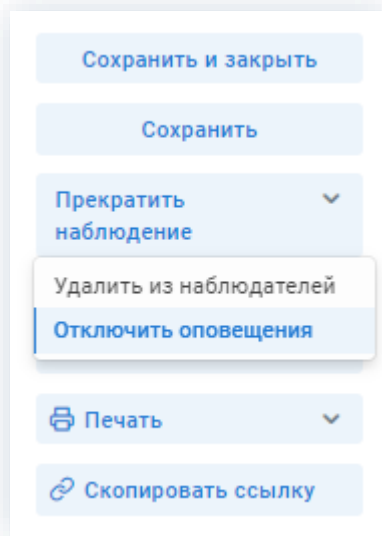 Сохранить и закрыть
Сохранить
Прекратить
наблюдение
Удалить из наблюдателей
Отключить оповещения
Печать
Скопировать ссылку